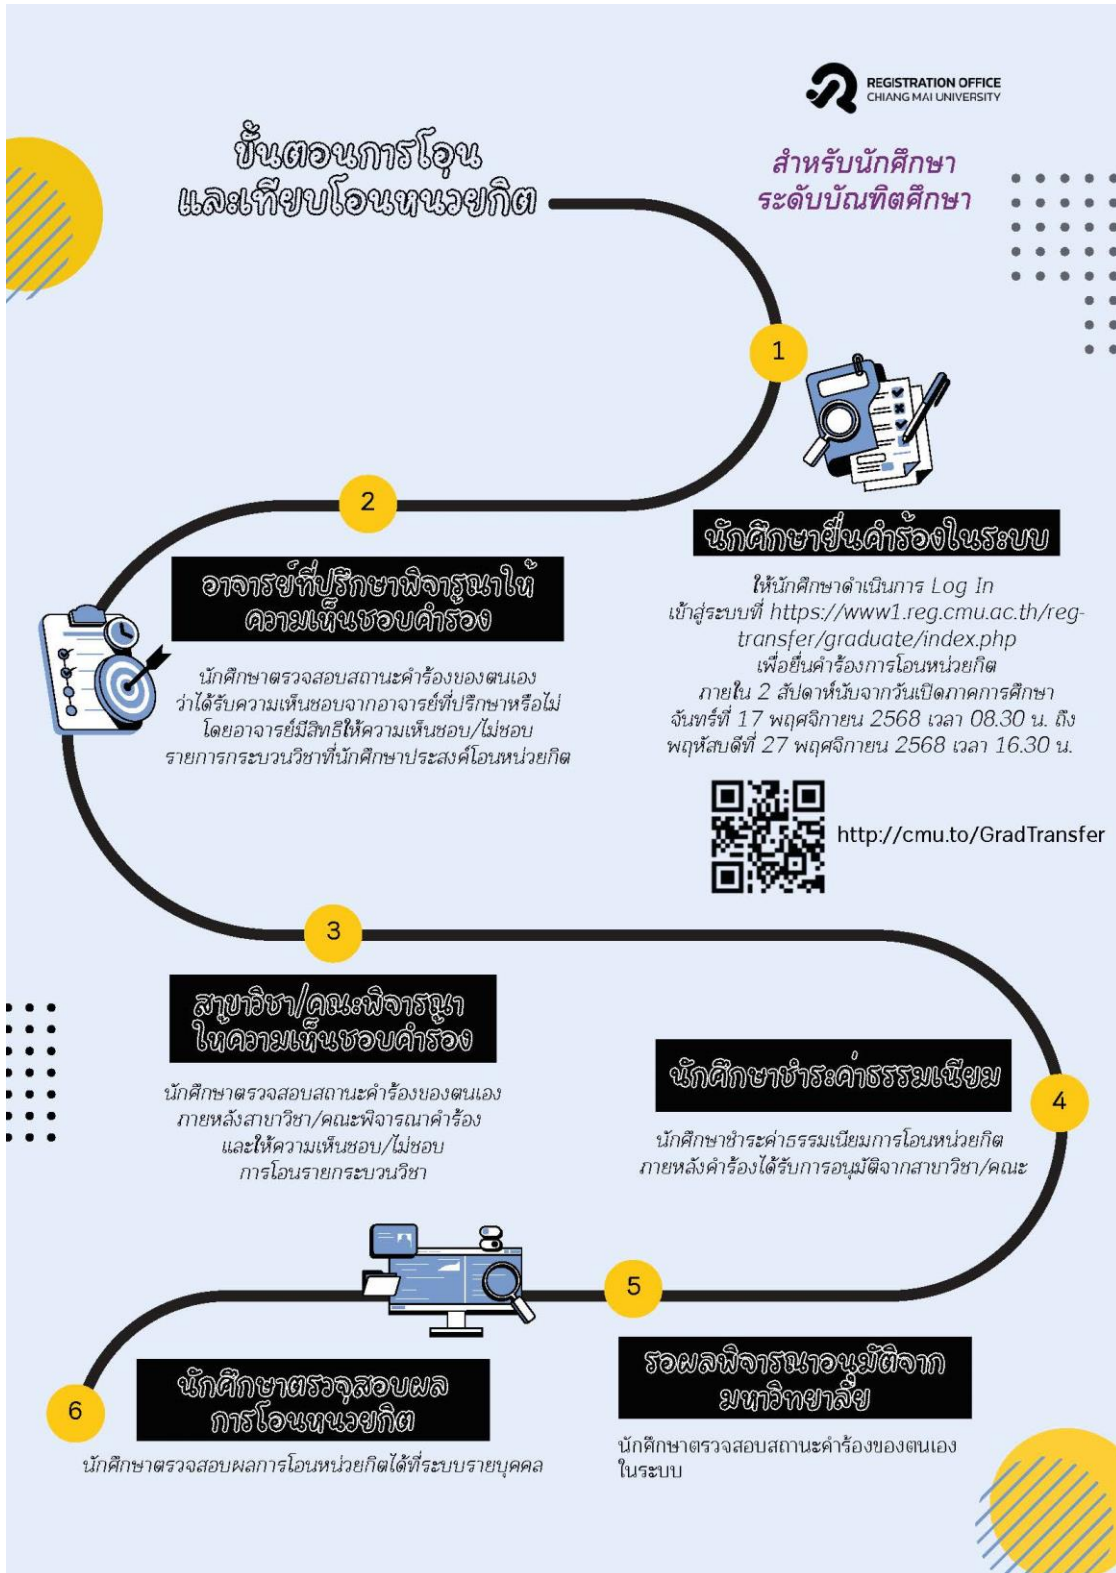 REGISTRATION OFFICE
CHIANG MAI UNIVERSITY
ขั้นตอนการโอน
และเทียบโอนหน่วยกิต
สำหรับนักศึกษา
ระดับบัณฑิตศึกษา
1
นักศึกษายื่นคำร้องในระบบ
ให้นักศึกษาดำเนินการ Log In
เข้าสู่ระบบที่ https://www1.reg.cmu.ac.th/reg-
transfer/graduate/index.php
เพื่อยื่นคำร้องการโอนหน่วยกิต
ภายใน 2 สัปดาห์นับจากวันเปิดภาคการศึกษา
จันทร์ที่ 17 พฤศจิกายน 2568 เวลา 08.30 น. ถึง
พฤหัสบดีที่ 27 พฤศจิกายน 2568 เวลา 16.30 น.
http://cmu.to/GradTransfer
2
อาจารย์ที่ปรึกษาพิจารณาให้
ความเห็นชอบคำร้อง
นักศึกษาตรวจสอบสถานะคำร้องของตนเอง
ว่าได้รับความเห็นชอบจากอาจารย์ที่ปรึกษาหรือไม่
โดยอาจารย์มีสิทธิให้ความเห็นชอบ/ไม่ชอบ
รายการกระบวนวิชาที่นักศึกษาประสงค์โอนหน่วยกิต
3
สาขาวิชา/คณะพิจารณา
ให้ความเห็นชอบคำร้อง
นักศึกษาตรวจสอบสถานะคำร้องของตนเอง
ภายหลังสาขาวิชา/คณะพิจารณาคำร้อง
และให้ความเห็นชอบ/ไม่ชอบ
การโอนรายกระบวนวิชา
4
นักศึกษาชำระค่าธรรมเนียม
นักศึกษาชำระค่าธรรมเนียมการโอนหน่วยกิต
ภายหลังคำร้องได้รับการอนุมัติจากสาขาวิชา/คณะ
5
รอผลพิจารณาอนุมัติจาก
มหาวิทยาลัย
นักศึกษาตรวจสอบสถานะคำร้องของตนเอง
ในระบบ
6
นักศึกษาตรวจสอบผล
การโอนหน่วยกิต
นักศึกษาตรวจสอบผลการโอนหน่วยกิตได้ที่ระบบรายบุคคล